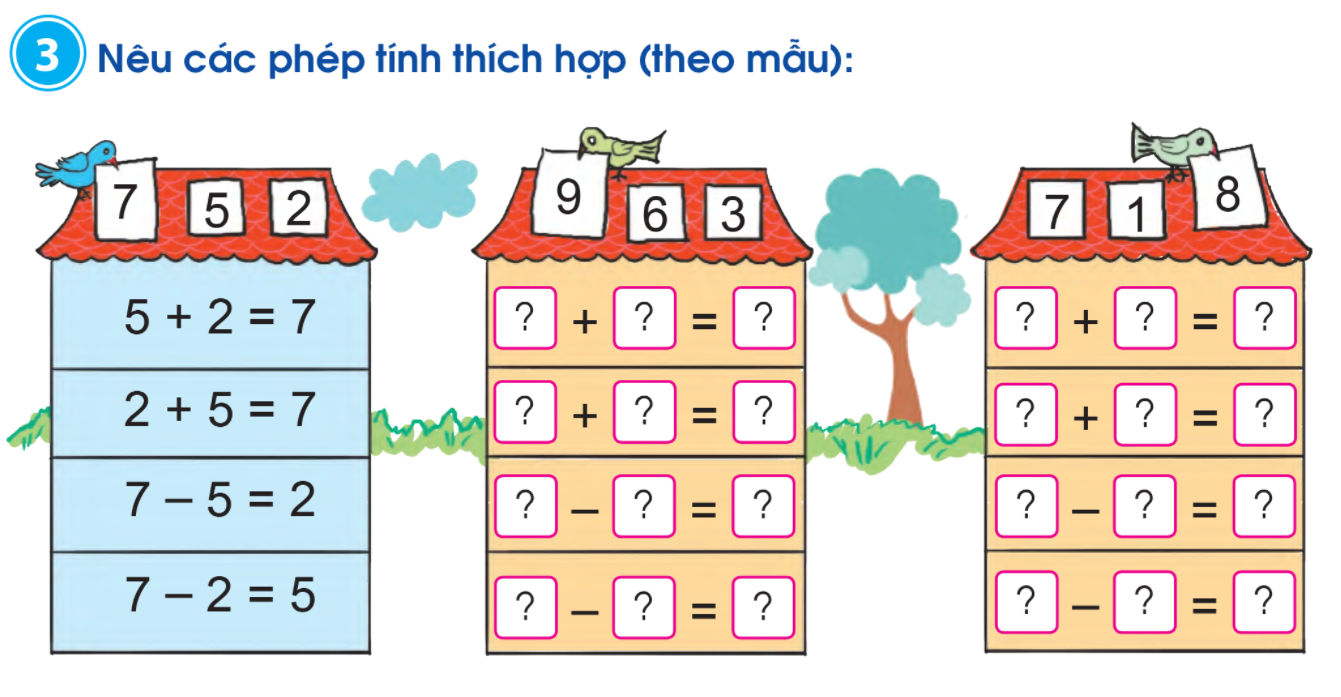 3 Nêu các phép tính thích hợp (theo mẫu):
7 5 2
5 + 2 = 7
2 + 5 = 7
7 – 5 = 2
7 – 2 = 5
9 6 3
? + ? = ?
? + ? = ?
? – ? = ?
? – ? = ?
7 1 8
? + ? = ?
? + ? = ?
? – ? = ?
? – ? = ?